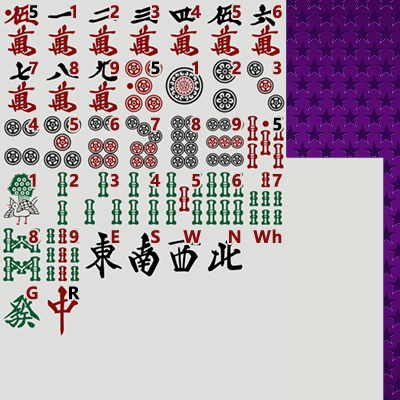 •5 1 2 3 4 5 6
伍 一 二 三 四 伍 六
萬 萬 萬 萬 萬 萬 萬
7 8 9 •5 1 2 3
七 八 九
萬 萬 萬
4 5 6 7 8 9 •5
1 2 3 4 5 6 7
8 9 E S W N Wh
東 南 西 北
G R
發 中